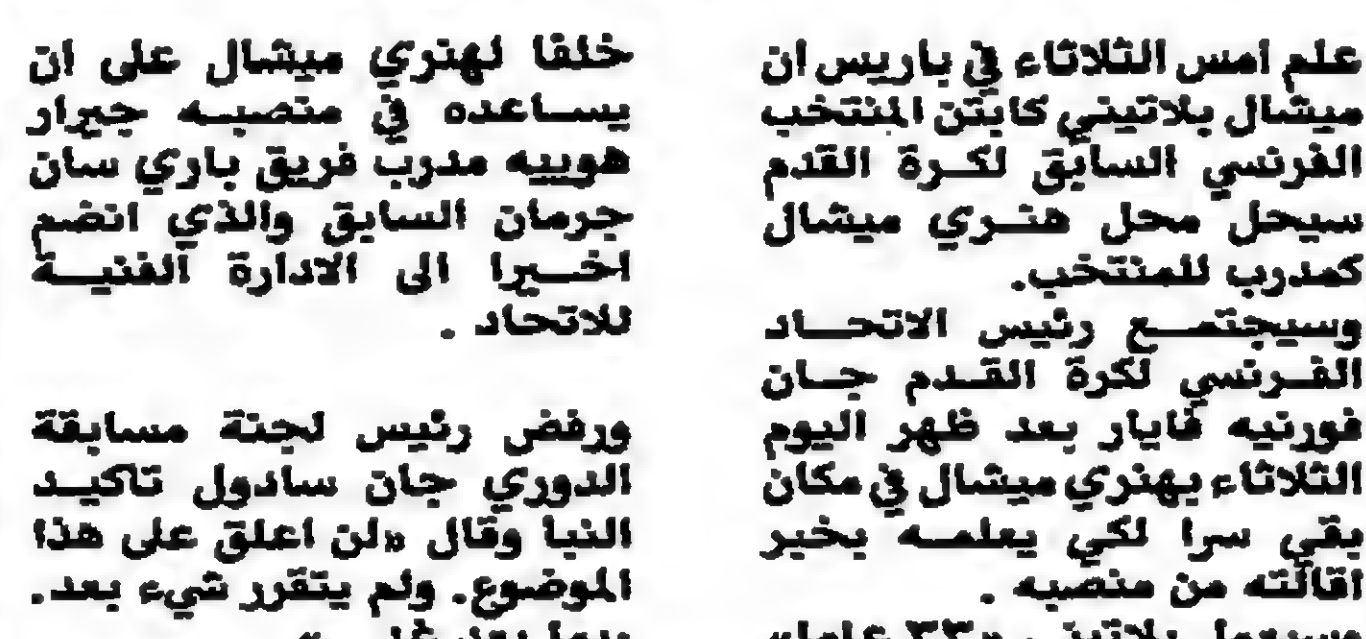 علم امس الثلاثاء في باريس ان
ميشال بلاتيني كابتن المنتخب
الفرنسي السابق لكرة القدم
سيحل محل هنري ميشال
كمدرب للمنتخب.
وسيجتمع رئيس الاتحاد
الفرنسي لكرة القدم جان
فورنيه فايار بعد ظهر اليوم
الثلاثاء بهنري ميشال في مكان
بقي سرا لكي يعلمه بخبر
اقالته من منصبه .
بلاتيني «٣٣ عاما»
خلفا لهنري ميشال على ان
يساعده في منصبه جيرار
هوييه مدرب فريق باري سان
جرمان السابق والذي انضم
اخيرا الى الادارة الفنية
للاتحاد .
ورفض رئيس لجنة مسابقة
الدوري جان سادول تاكيد
النبا وقال «لن اعلق على هذا
الموضوع. ولم يتقرر شيء بعد.